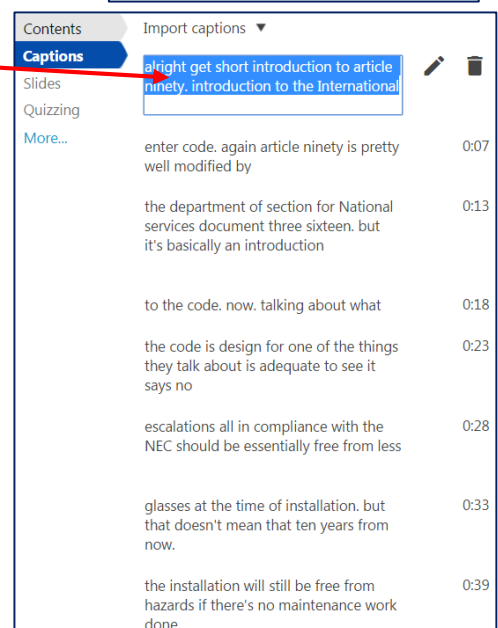 Contents
Import captions ▼
Captions
Slides
Quizzing
More...
alright get short introduction to article
ninety. introduction to the International
enter code. again article ninety is pretty
well modified by
0:07
the department of section for National
services document three sixteen. but
it's basically an introduction
0:13
to the code. now. talking about what
0:18
the code is design for one of the things
they talk about is adequate to see it
says no
0:23
escalations all in compliance with the
NEC should be essentially free from less
0:28
glasses at the time of installation. but
that doesn't mean that ten years from
now.
0:33
the installation will still be free from
hazards if there's no maintenance work
done
0:39